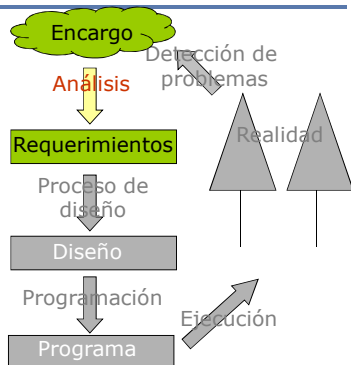 Encargo
Detección de
problemas
Análisis
Realidad
Requerimientos
Proceso de
diseño
Diseño
Programación
Ejecución
Programa